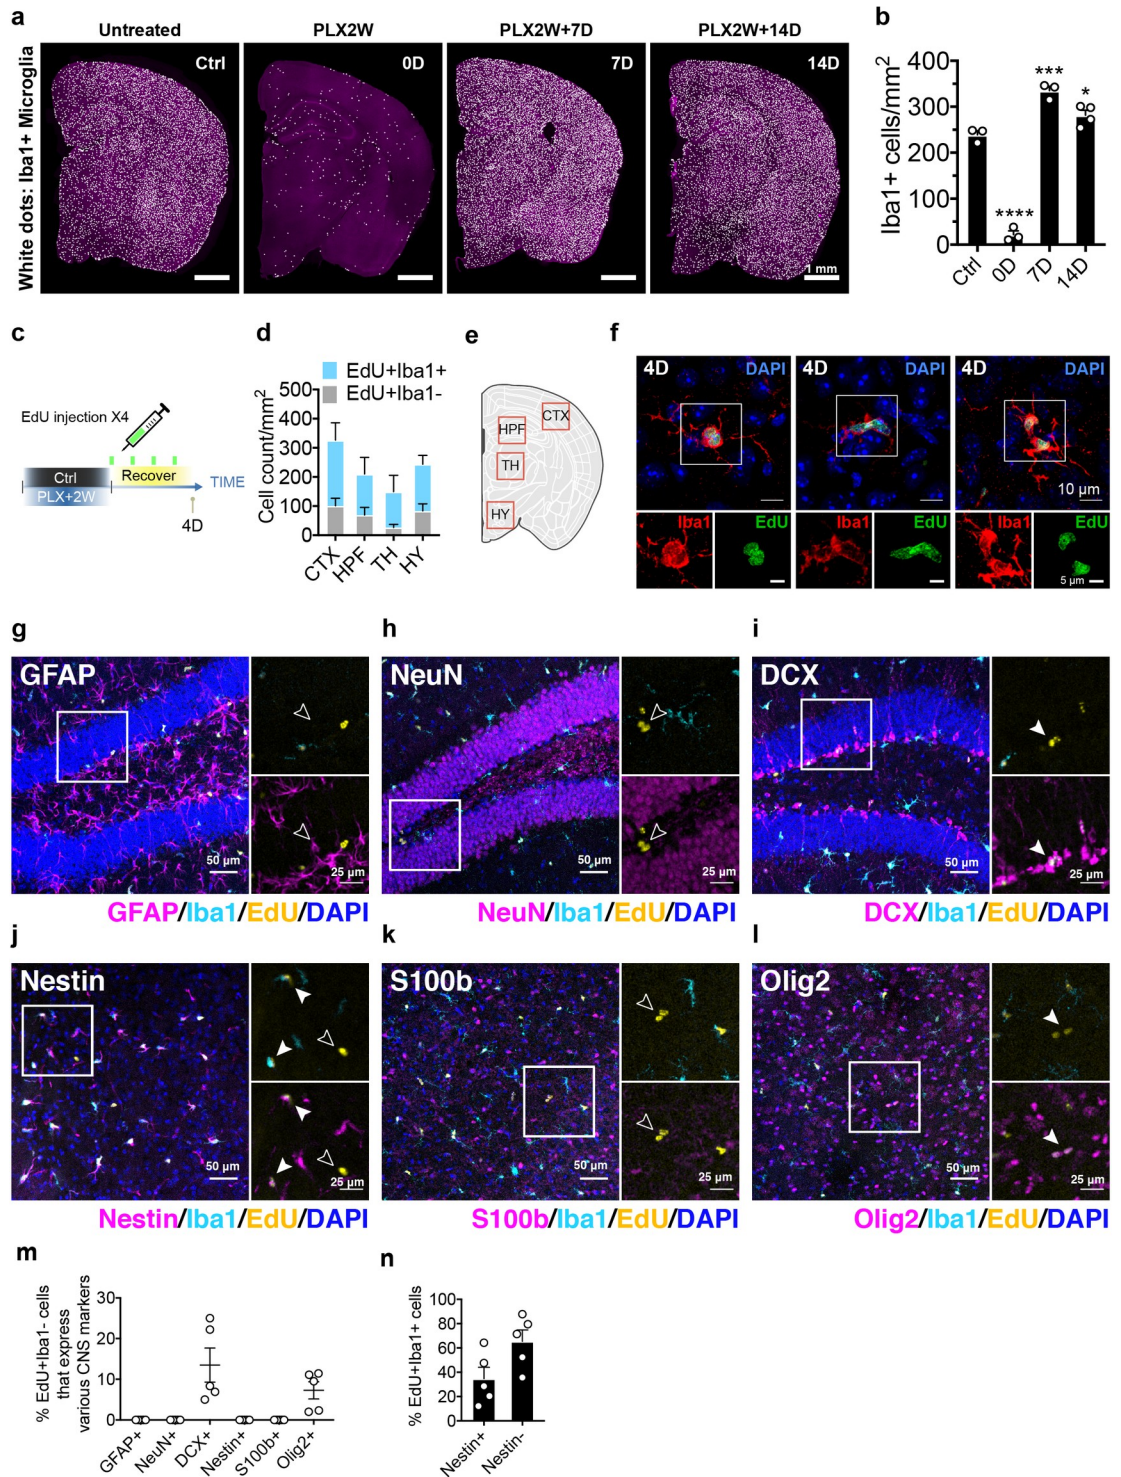 a
Untreated
PLX2W
PLX2W+7D
PLX2W+14D
White dots: Iba1+ Microglia
Ctrl
0D
7D
14D
1 mm
b
Iba1+ cells/mm²
400
300
200
100
0
***
*
****
Ctrl
0D
7D
14D
c
EdU injection X4
Ctrl
PLX+2W
Recover
TIME
4D
d
EdU+Iba1+
EdU+Iba1-
Cell count/mm²
500
400
300
200
100
0
CTX
HPF
TH
HY
e
CTX
HPF
TH
HY
f
4D
DAPI
4D
DAPI
4D
DAPI
10 µm
Iba1
EdU
Iba1
EdU
Iba1
EdU
5 µm
g
GFAP
50 µm
25 µm
GFAP/Iba1/EdU/DAPI
h
NeuN
50 µm
25 µm
NeuN/Iba1/EdU/DAPI
i
DCX
50 µm
25 µm
DCX/Iba1/EdU/DAPI
j
Nestin
50 µm
25 µm
Nestin/Iba1/EdU/DAPI
k
S100b
50 µm
25 µm
S100b/Iba1/EdU/DAPI
l
Olig2
50 µm
25 µm
Olig2/Iba1/EdU/DAPI
m
% EdU+Iba1- cells
that express
various CNS markers
30
20
10
0
GFAP+
NeuN+
DCX+
Nestin+
S100b+
Olig2+
n
% EdU+Iba1+ cells
100
80
60
40
20
0
Nestin+
Nestin-